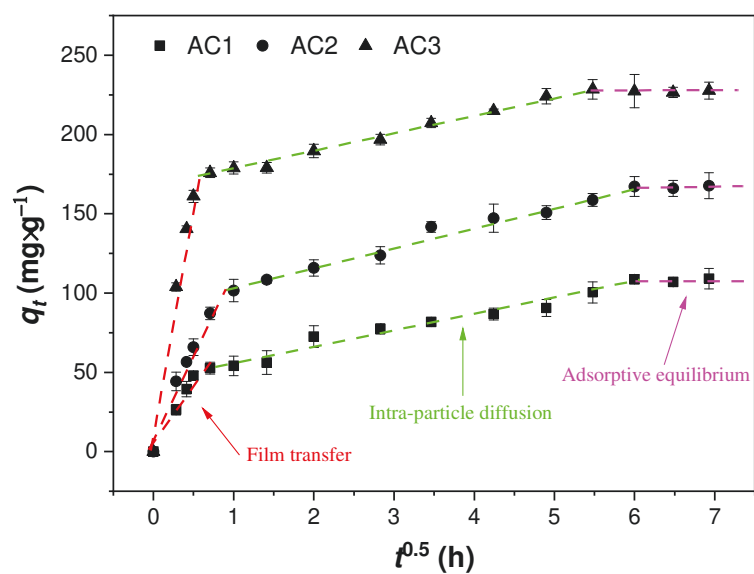 AC1 AC2 AC3
250
200
150
100
50
0
qt (mg×g⁻¹)
Adsorptive equilibrium
Intra-particle diffusion
Film transfer
0 1 2 3 4 5 6 7
t⁰·⁵ (h)